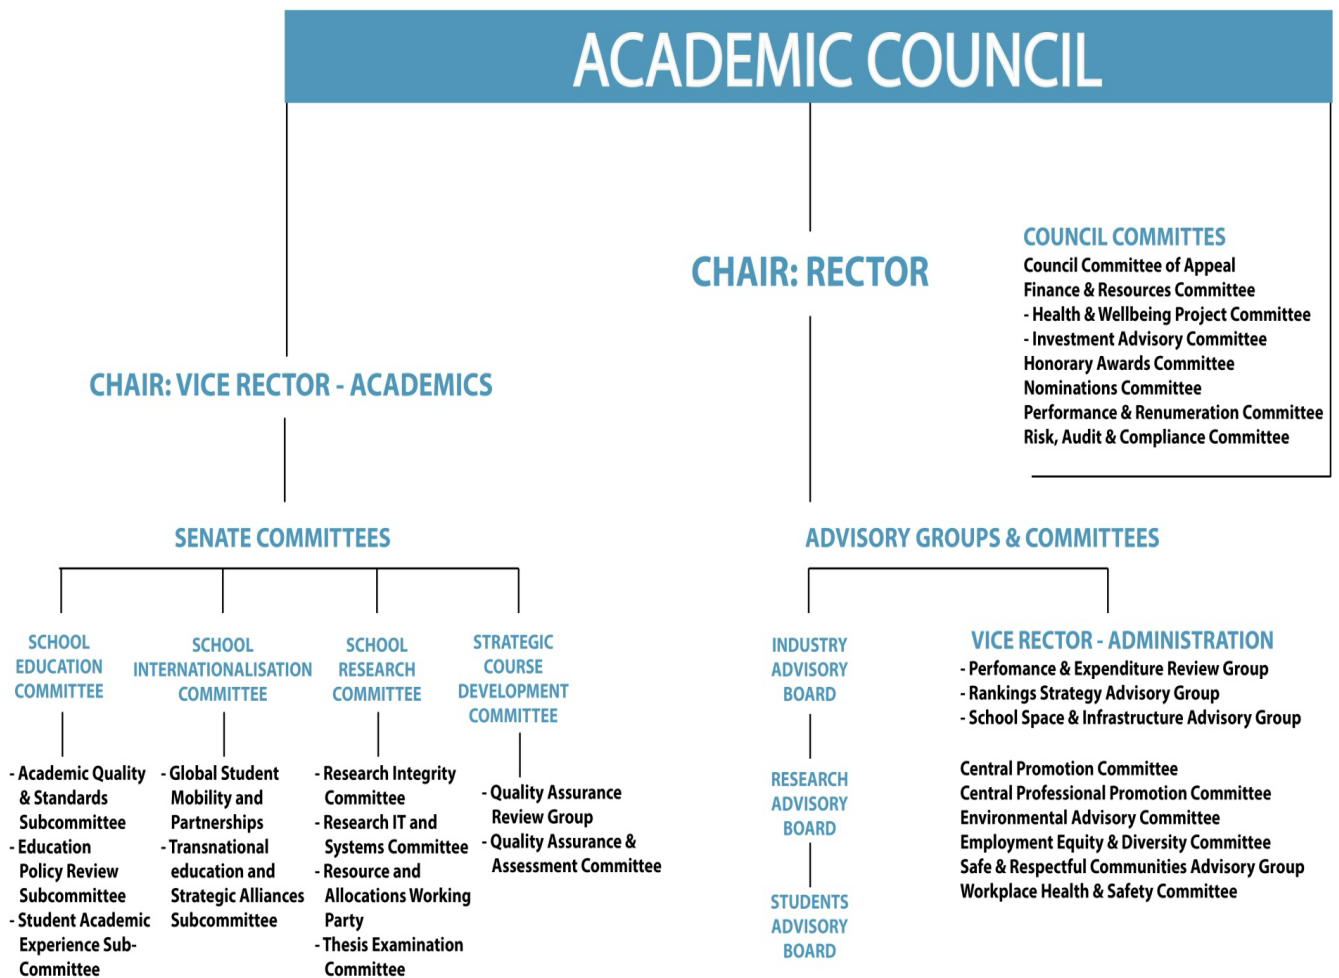 ACADEMIC COUNCIL
CHAIR: RECTOR
COUNCIL COMMITTES
Council Committee of Appeal
Finance & Resources Committee
- Health & Wellbeing Project Committee
- Investment Advisory Committee
Honorary Awards Committee
Nominations Committee
Performance & Renumeration Committee
Risk, Audit & Compliance Committee
CHAIR: VICE RECTOR - ACADEMICS
SENATE COMMITTEES
SCHOOL
EDUCATION
COMMITTEE
- Academic Quality
& Standards
Subcommittee
- Education
Policy Review
Subcommittee
- Student Academic
Experience Sub-
Committee
SCHOOL
INTERNATIONALISATION
COMMITTEE
- Global Student
Mobility and
Partnerships
- Transnational
education and
Strategic Alliances
Subcommittee
SCHOOL
RESEARCH
COMMITTEE
- Research Integrity
Committee
- Research IT and
Systems Committee
- Resource and
Allocations Working
Party
- Thesis Examination
Committee
STRATEGIC
COURSE
DEVELOPMENT
COMMITTEE
- Quality Assurance
Review Group
- Quality Assurance &
Assessment Committee
ADVISORY GROUPS & COMMITTEES
INDUSTRY
ADVISORY
BOARD
RESEARCH
ADVISORY
BOARD
STUDENTS
ADVISORY
BOARD
VICE RECTOR - ADMINISTRATION
- Perfomance & Expenditure Review Group
- Rankings Strategy Advisory Group
- School Space & Infrastructure Advisory Group
Central Promotion Committee
Central Professional Promotion Committee
Environmental Advisory Committee
Employment Equity & Diversity Committee
Safe & Respectful Communities Advisory Group
Workplace Health & Safety Committee